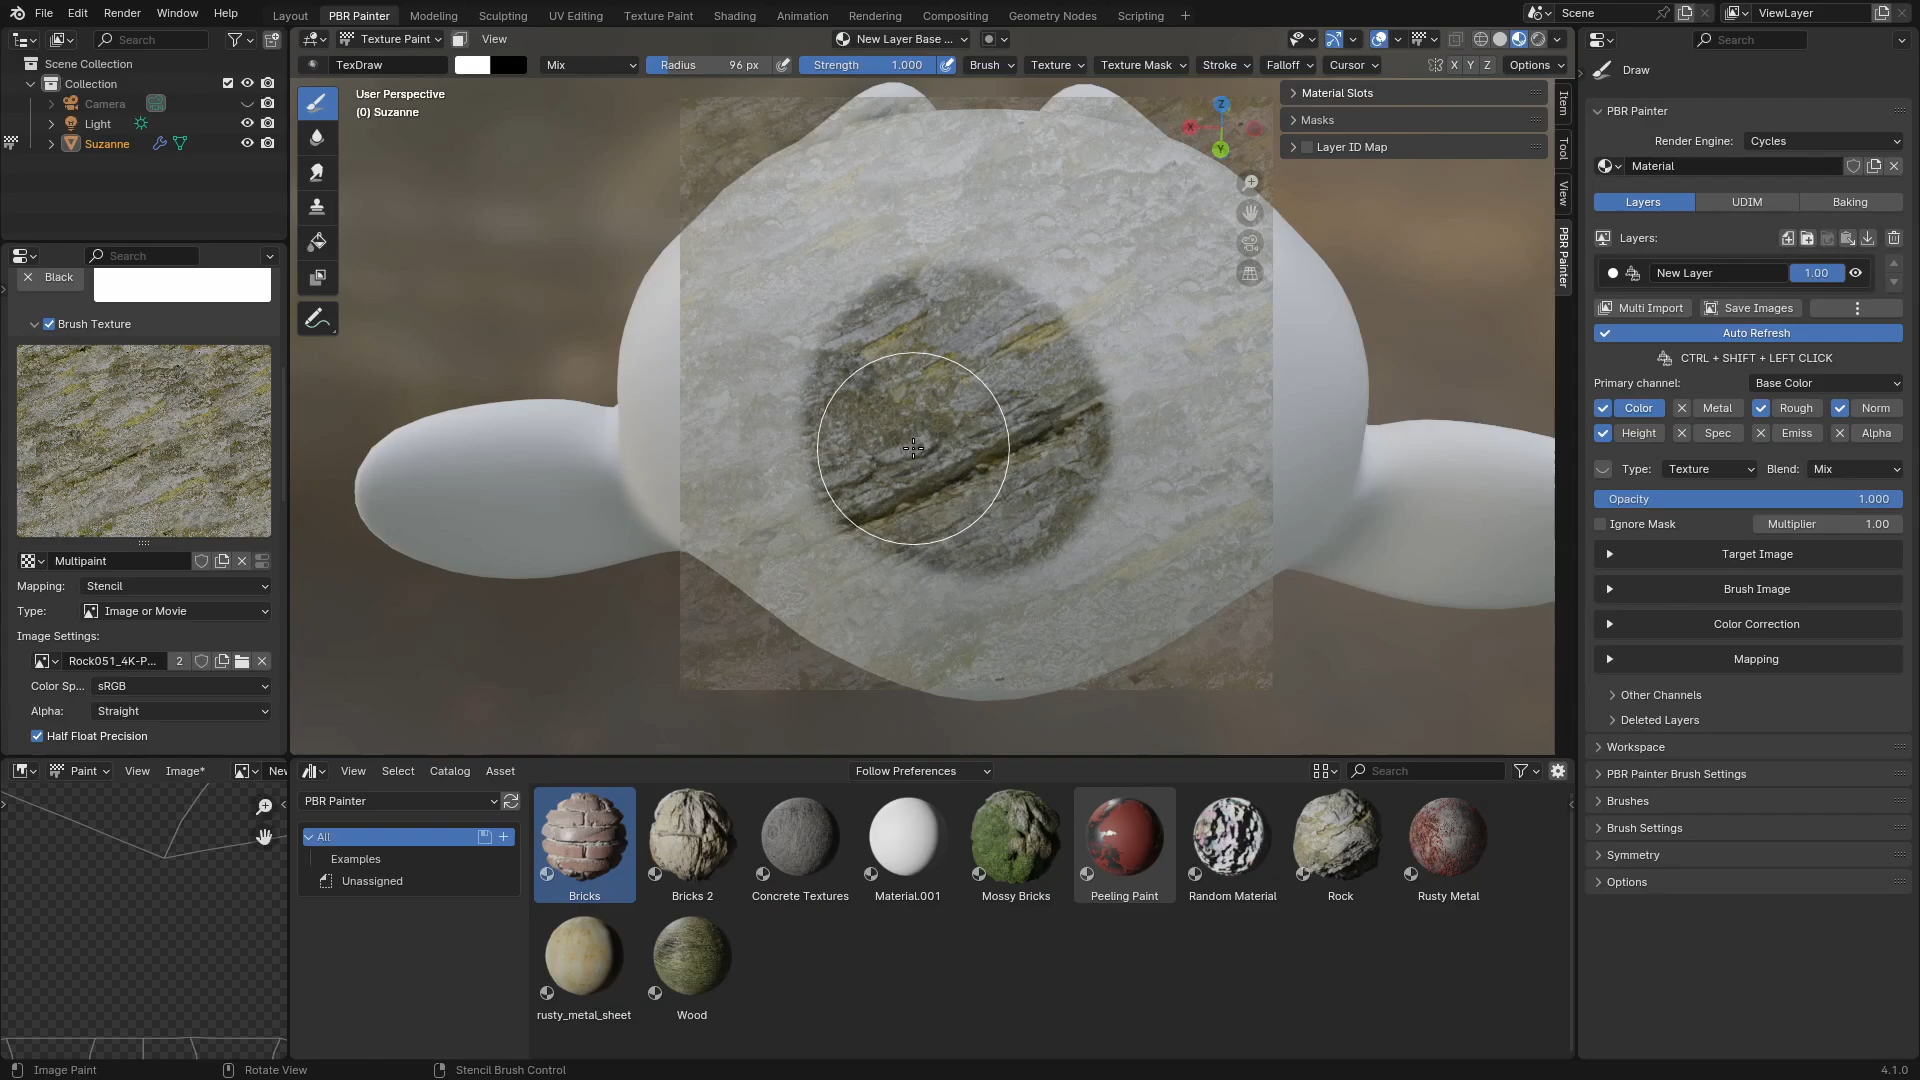 File Edit Render Window Help
Layout PBR Painter Modeling Sculpting UV Editing Texture Paint Shading Animation Rendering Compositing Geometry Nodes Scripting
Scene ViewLayer
Search
Texture Paint View New Layer Base ...
Search
TexDraw Mix Radius 96 px Strength 1.000 Brush Texture Texture Mask Stroke Falloff Cursor X Y Z Options
Scene Collection
Collection
Camera
Light
Suzanne
User Perspective
(0) Suzanne
Material Slots
Masks
Layer ID Map
Z
X
Y
Item
Tool
View
PBR Painter
Draw
PBR Painter
Render Engine: Cycles
Material
Layers UDIM Baking
Layers:
New Layer 1.00
Multi Import Save Images
Auto Refresh
CTRL + SHIFT + LEFT CLICK
Primary channel: Base Color
Color Metal Rough Norm
Height Spec Emiss Alpha
Type: Texture Blend: Mix
Opacity 1.000
Ignore Mask Multiplier 1.00
Target Image
Brush Image
Color Correction
Mapping
Other Channels
Deleted Layers
Workspace
PBR Painter Brush Settings
Brushes
Brush Settings
Symmetry
Options
Search
Black
Brush Texture
Multipaint
Mapping: Stencil
Type: Image or Movie
Image Settings:
Rock051_4K-P... 2
Color Sp... sRGB
Alpha: Straight
Half Float Precision
Paint View Image* New
View Select Catalog Asset Follow Preferences Search
PBR Painter
All
Examples
Unassigned
Bricks Bricks 2 Concrete Textures Material.001 Mossy Bricks Peeling Paint Random Material Rock Rusty Metal
rusty_metal_sheet Wood
Image Paint Rotate View Stencil Brush Control 4.1.0